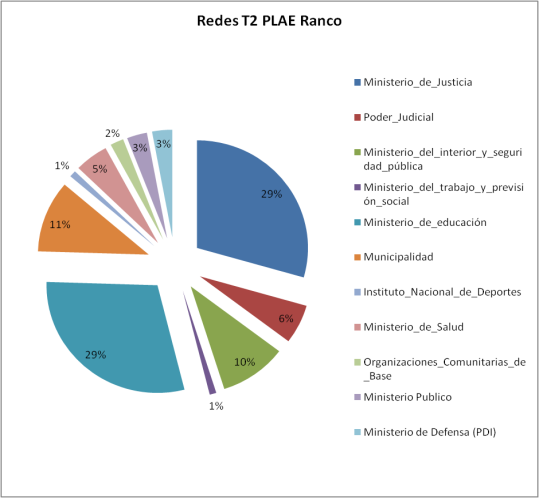 Redes T2 PLAE Ranco
29%
6%
10%
1%
29%
11%
1%
5%
2%
3%
3%
Ministerio_de_Justicia
Poder_Judicial
Ministerio_del_interior_y_seguri
dad_pública
Ministerio_del_trabajo_y_previsi
ón_social
Ministerio_de_educación
Municipalidad
Instituto_Nacional_de_Deportes
Ministerio_de_Salud
Organizaciones_Comunitarias_de
_Base
Ministerio Publico
Ministerio de Defensa (PDI)